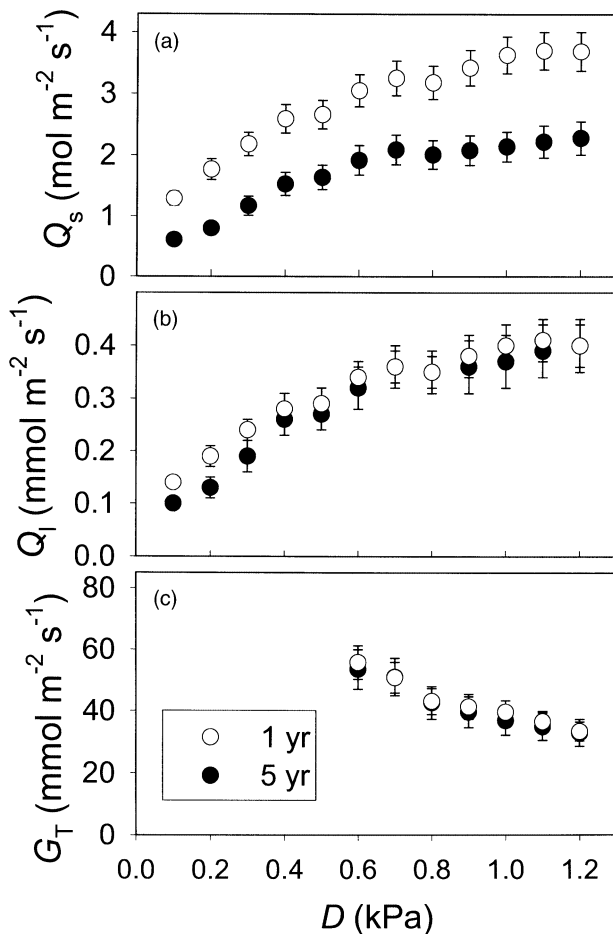 (a)
4
3
2
1
0
Qs (mol m⁻² s⁻¹)
(b)
0.4
0.3
0.2
0.1
0.0
Ql (mmol m⁻² s⁻¹)
(c)
80
60
40
20
0
GT (mmol m⁻² s⁻¹)
1 yr
5 yr
0.0 0.2 0.4 0.6 0.8 1.0 1.2
D (kPa)